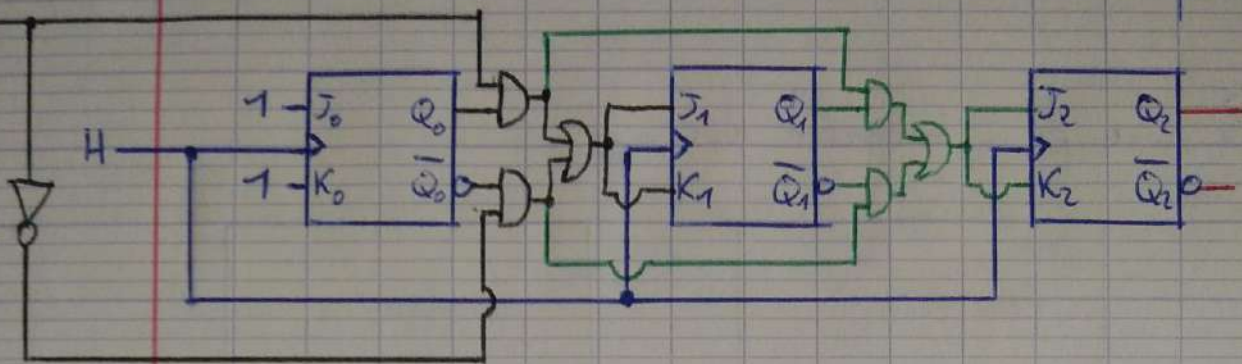 1 J₀ Q₀ J₁ Q₁ J₂ Q₂
H
1 K₀ Q̅₀ K₁ Q̅₁ K₂ Q̅₂